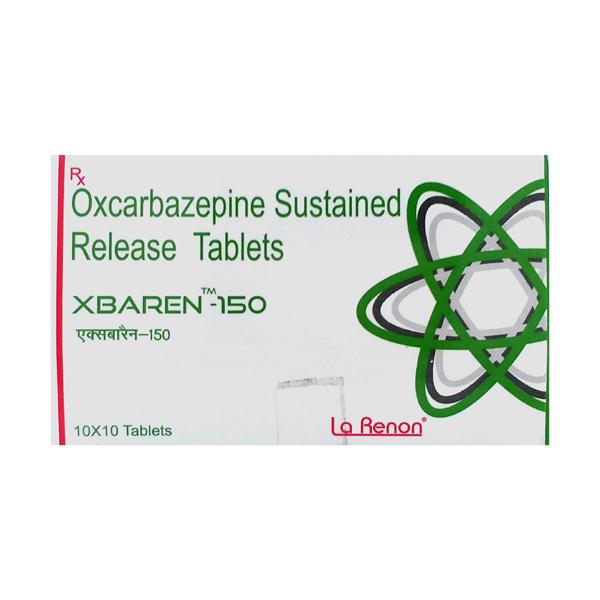 Rx
Oxcarbazepine Sustained
Release Tablets
XBAREN™-150
एक्सबारैन-150
10X10 Tablets
La Renon®